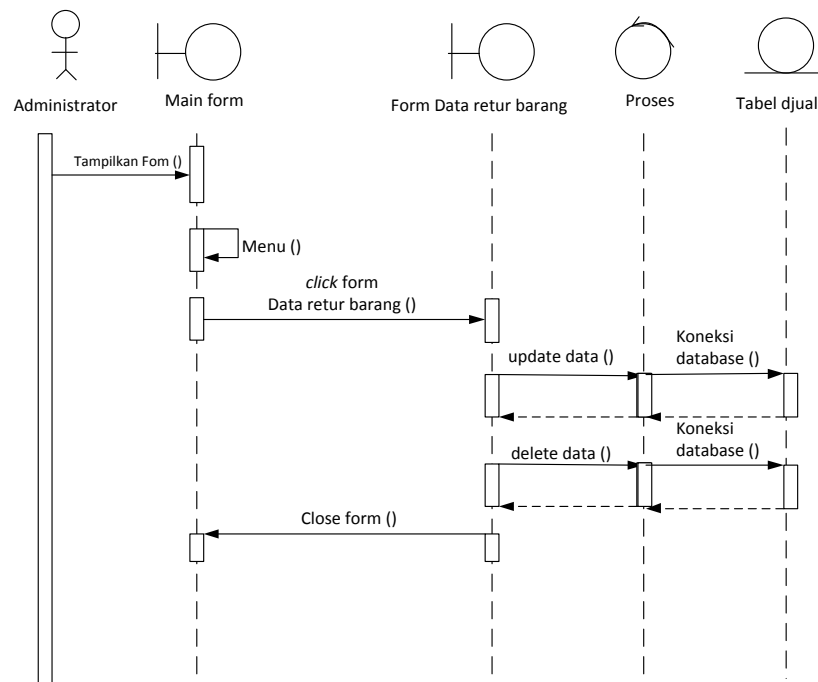 Administrator
Main form
Form Data retur barang
Proses
Tabel djual
Tampilkan Fom ()
Menu ()
click form
Data retur barang ()
update data ()
Koneksi
database ()
delete data ()
Koneksi
database ()
Close form ()